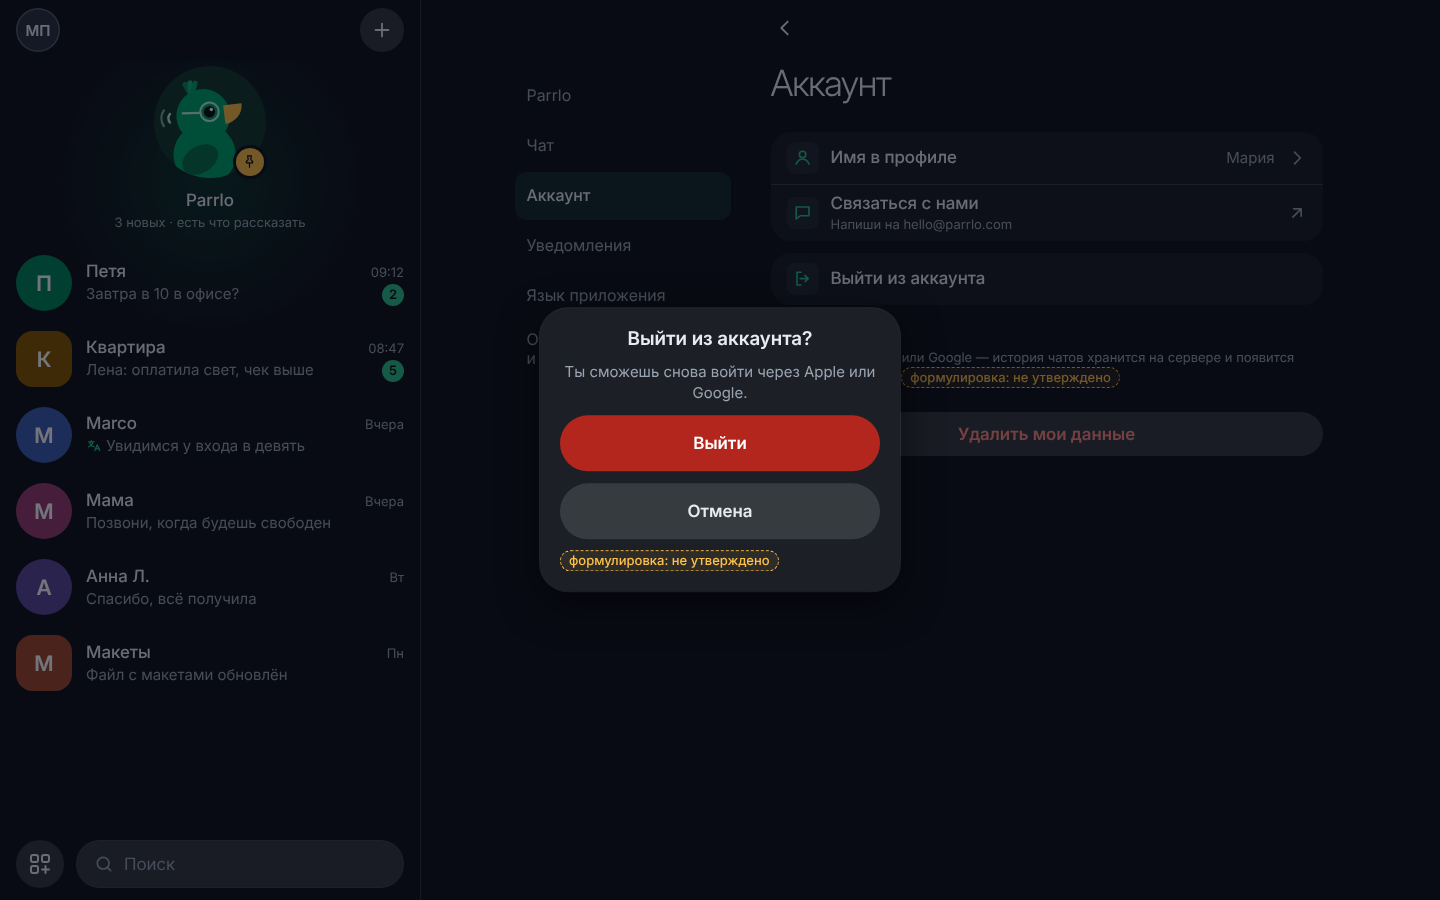 МП
Parrlo
3 новых · есть что рассказать
Петя
09:12
Завтра в 10 в офисе?
2
П
Квартира
08:47
Лена: оплатила свет, чек выше
5
К
Marco
Вчера
Увидимся у входа в девять
M
Мама
Вчера
Позвони, когда будешь свободен
М
Анна Л.
Вт
Спасибо, всё получила
А
Макеты
Пн
Файл с макетами обновлён
М
Поиск
Parrlo
Чат
Аккаунт
Уведомления
Язык приложения
О
и
Аккаунт
Имя в профиле
Мария
Связаться с нами
Напиши на hello@parrlo.com
Выйти из аккаунта
или Google — история чатов хранится на сервере и появится
формулировка: не утверждено
Удалить мои данные
Выйти из аккаунта?
Ты сможешь снова войти через Apple или
Google.
Выйти
Отмена
формулировка: не утверждено